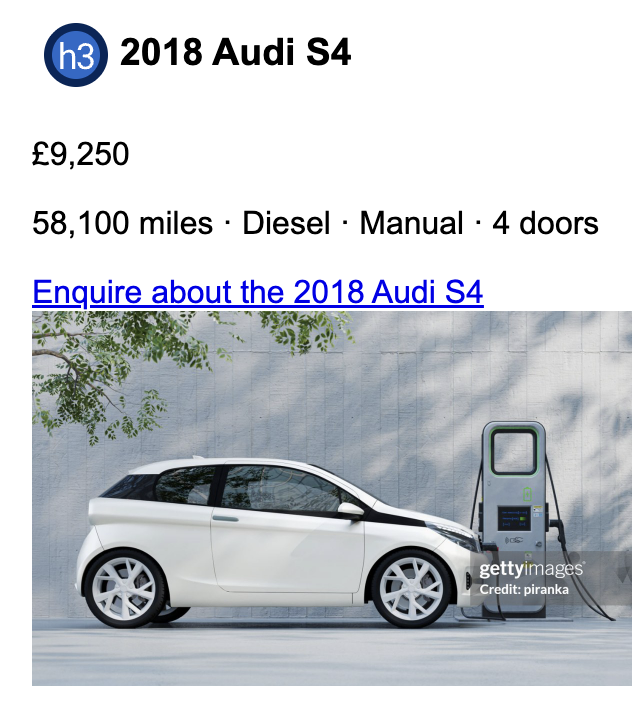 h3 2018 Audi S4
£9,250
58,100 miles · Diesel · Manual · 4 doors
Enquire about the 2018 Audi S4
gettyimages®
Credit: piranka